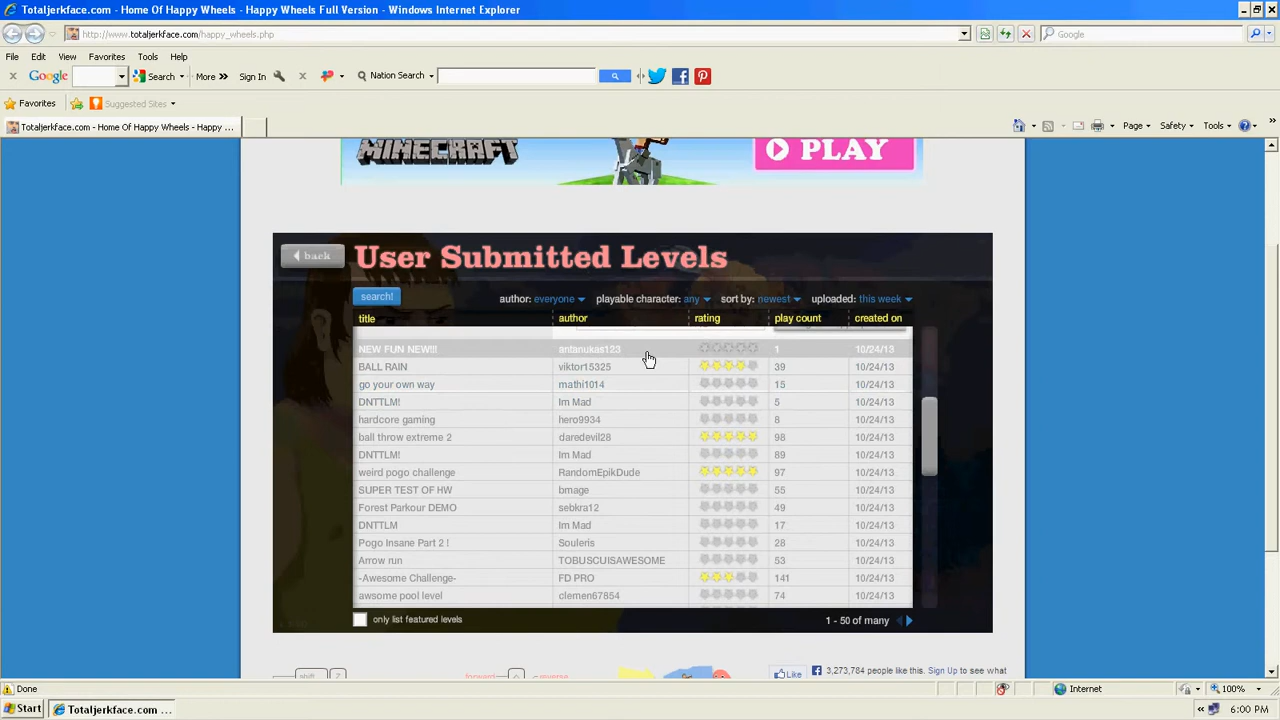 Totaljerkface.com - Home Of Happy Wheels - Happy Wheels Full Version - Windows Internet Explorer
http://www.totaljerkface.com/happy_wheels.php
Google
File Edit View Favorites Tools Help
x Google Search More » Sign In x Nation Search
Favorites Suggested Sites
Totaljerkface.com - Home Of Happy Wheels - Happy ...
Page Safety Tools
MINECRAFT PLAY
back User Submitted Levels
search! author: everyone playable character: any sort by: newest uploaded: this week
title author rating play count created on
NEW FUN NEW!!! antanukas123 1 10/24/13
BALL RAIN viktor15325 39 10/24/13
go your own way mathi1014 15 10/24/13
DNTTLM! Im Mad 5 10/24/13
hardcore gaming hero9934 8 10/24/13
ball throw extreme 2 daredevil28 98 10/24/13
DNTTLM! Im Mad 89 10/24/13
weird pogo challenge RandomEpikDude 97 10/24/13
SUPER TEST OF HW bmage 55 10/24/13
Forest Parkour DEMO sebkra12 49 10/24/13
DNTTLM Im Mad 17 10/24/13
Pogo Insane Part 2 ! Souleris 28 10/24/13
Arrow run TOBUSCUISAWESOME 53 10/24/13
-Awesome Challenge- FD PRO 141 10/24/13
awsome pool level clemen67854 74 10/24/13
only list featured levels 1 - 50 of many
shift Z forward reverse Like 3,273,784 people like this. Sign Up to see what
Done Internet 100%
Start Totaljerkface.com ... « 6:00 PM